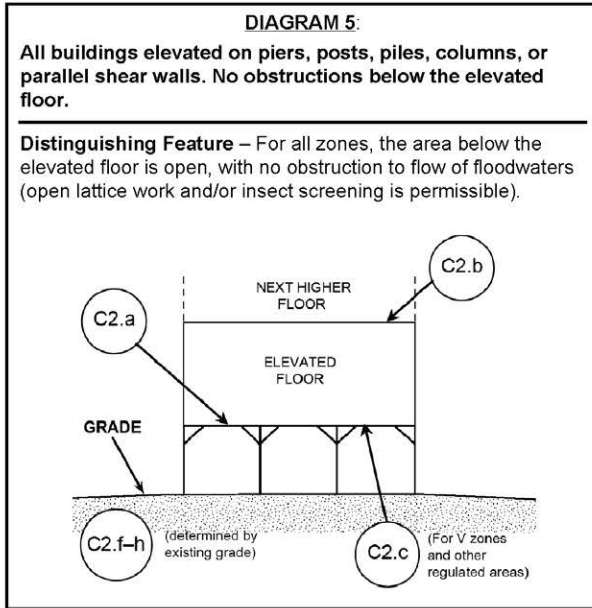 DIAGRAM 5:
All buildings elevated on piers, posts, piles, columns, or
parallel shear walls. No obstructions below the elevated
floor.
Distinguishing Feature – For all zones, the area below the
elevated floor is open, with no obstruction to flow of floodwaters
(open lattice work and/or insect screening is permissible).
C2.b
NEXT HIGHER
FLOOR
C2.a
ELEVATED
FLOOR
GRADE
C2.f–h
(determined by
existing grade)
C2.c
(For V zones
and other
regulated areas)